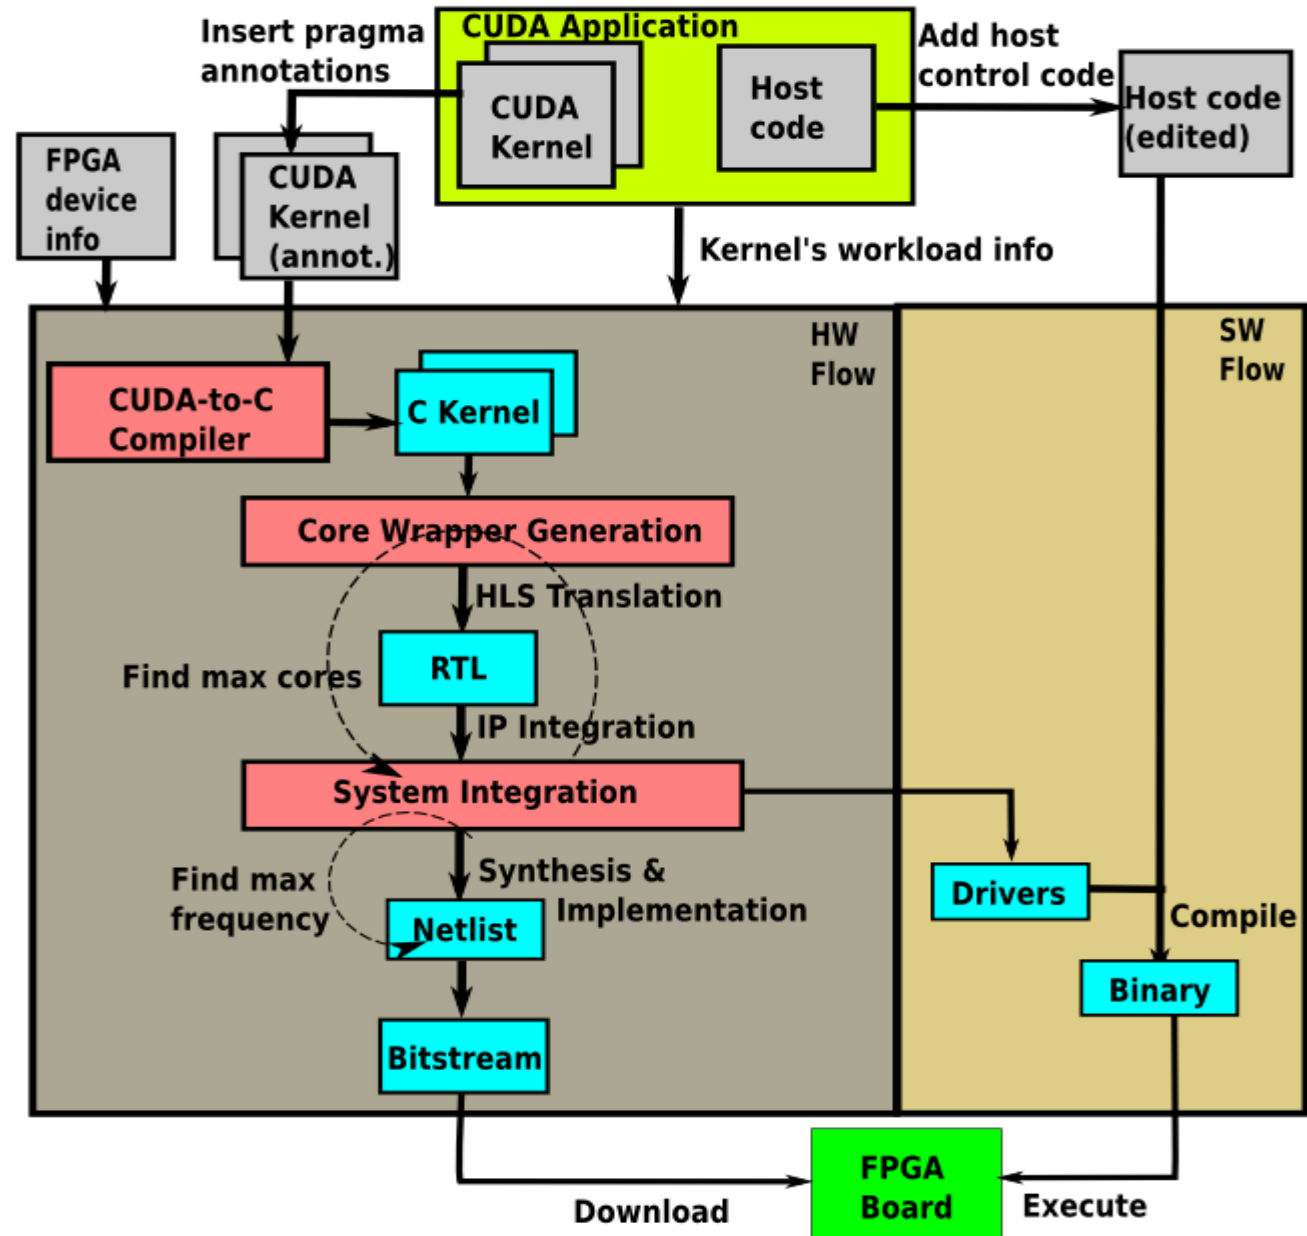 Insert pragma
annotations
CUDA Application
CUDA
Kernel
Host
code
Add host
control code
Host code
(edited)
FPGA
device
info
CUDA
Kernel
(annot.)
Kernel's workload info
HW
Flow
SW
Flow
CUDA-to-C
Compiler
C Kernel
Core Wrapper Generation
HLS Translation
RTL
Find max cores
IP Integration
System Integration
Find max
frequency
Synthesis &
Implementation
Netlist
Drivers
Compile
Binary
Bitstream
FPGA
Board
Download
Execute